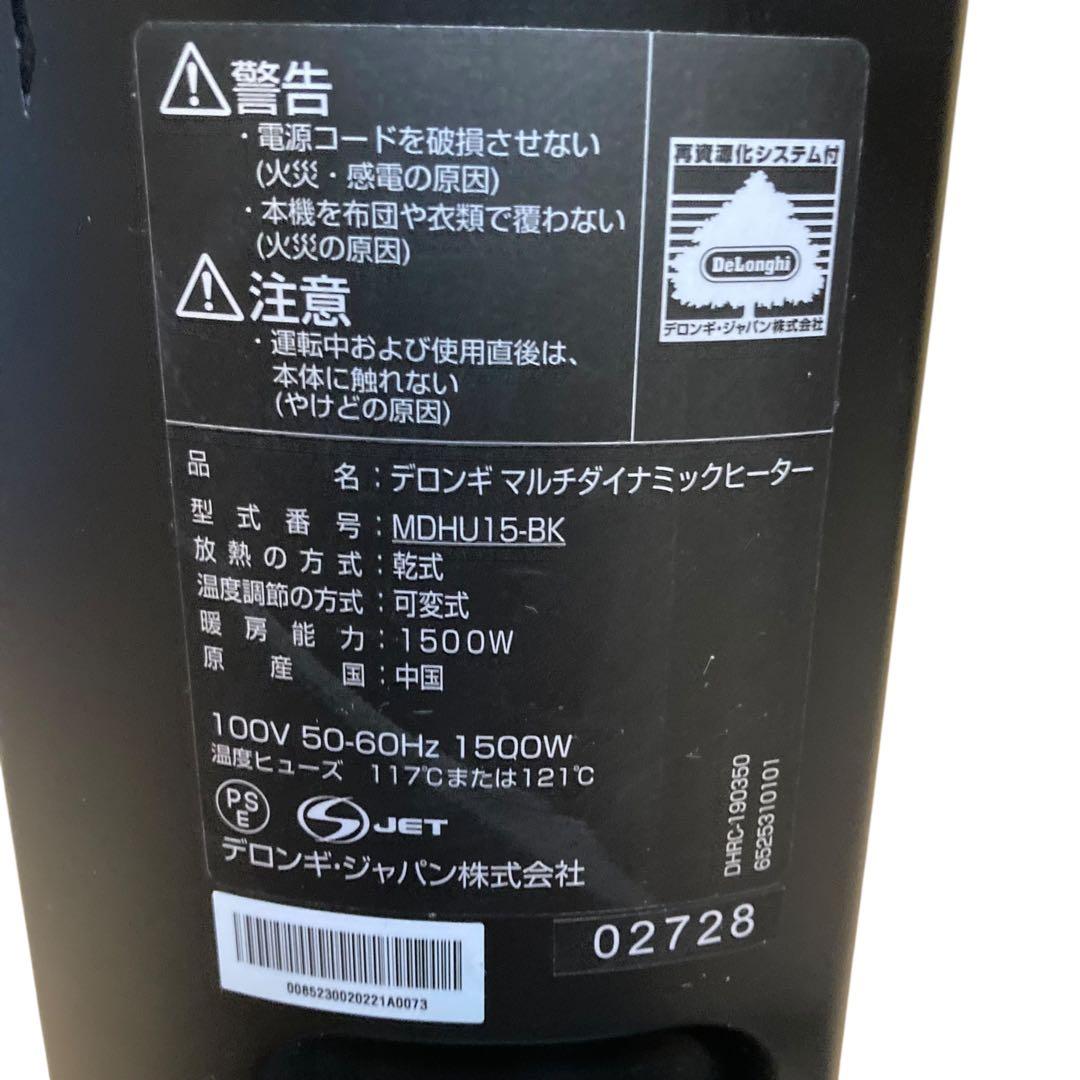 警告
・電源コードを破損させない
(火災・感電の原因)
・本機を布団や衣類で覆わない
(火災の原因)
注意
・運転中および使用直後は、
本体に触れない
(やけどの原因)
再資源化システム付
DeLonghi
デロンギ・ジャパン株式会社
品名：デロンギ マルチダイナミックヒーター
型式番号：MDHU15-BK
放熱の方式：乾式
温度調節の方式：可変式
暖房能力：1500W
原産国：中国
100V 50-60Hz 1500W
温度ヒューズ 117℃または121℃
PSE
JET
デロンギ・ジャパン株式会社
DHRC-190350
6525310101
02728
0085230020221A0073